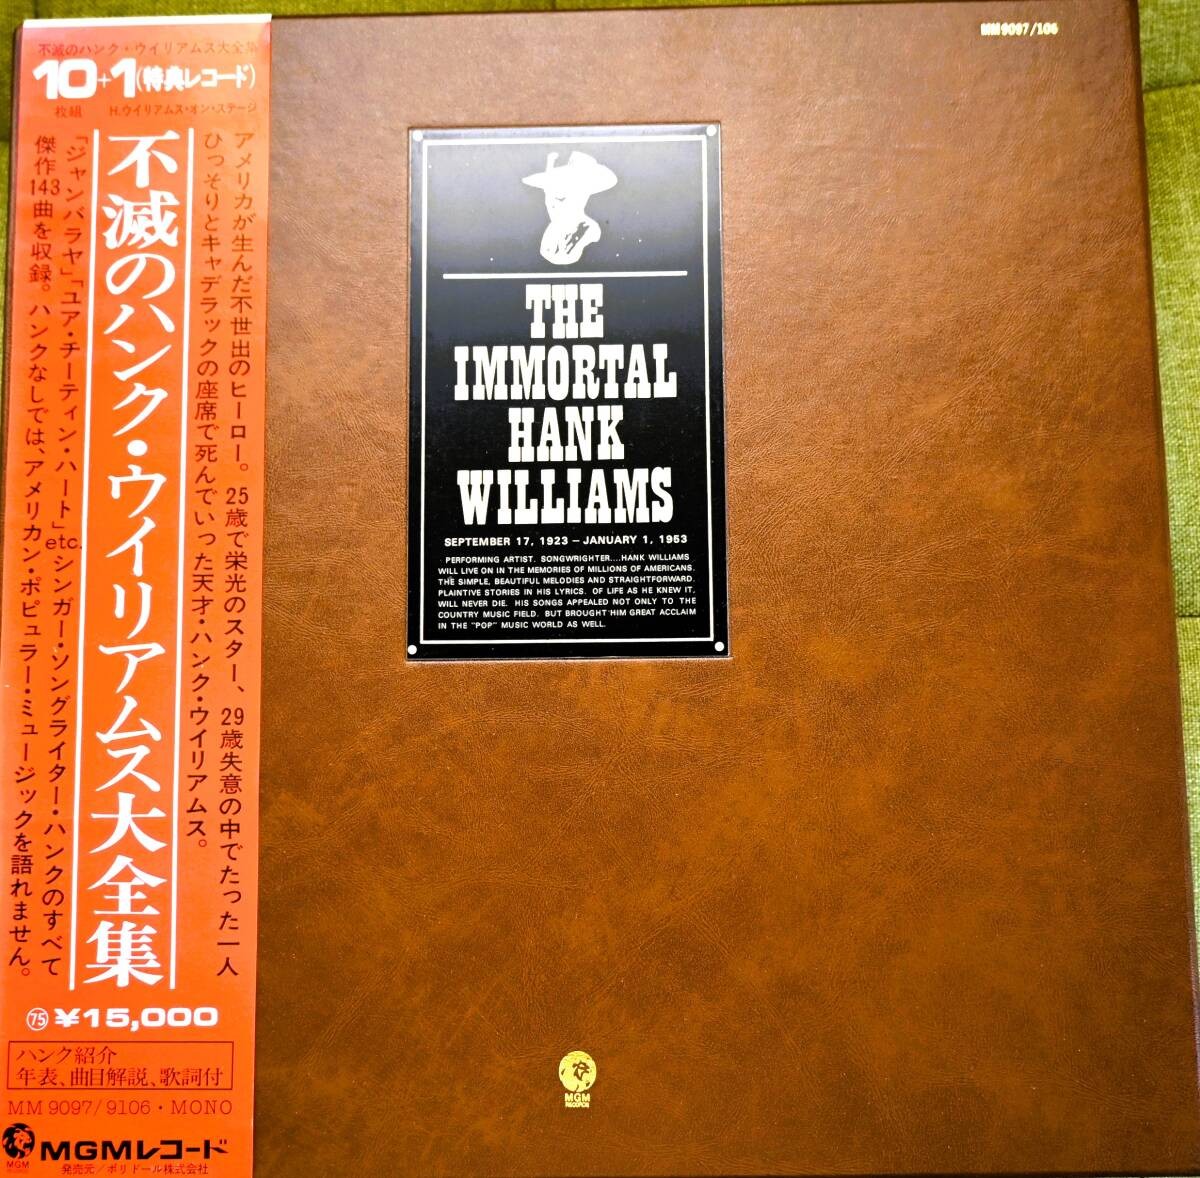 不滅のハンク・ウイリアムス大全集
10+1(特典レコード)
枚組 H.ウイリアムス・オン・ステージ
アメリカが生んだ不世出のヒーロー。25歳で栄光のスター、29歳失意の中でたった一人
ひっそりとキャデラックの座席で死んでいった天才・ハンク・ウイリアムス。
不滅のハンク・ウイリアムス大全集
「ジャンバラヤ」「ユア・チーティン・ハート」etc.シンガー・ソングライター・ハンクのすべて
傑作143曲を収録。ハンクなしでは、アメリカン・ポピュラー・ミュージックを語れません。
75 ¥15,000
ハンク紹介
年表、曲目解説、歌詞付
MM 9097/9106・MONO
MGM
MGMレコード
発売元/ポリドール株式会社
MM 9097/106
THE
IMMORTAL
HANK
WILLIAMS
SEPTEMBER 17, 1923 – JANUARY 1, 1953
PERFORMING ARTIST. SONGWRIGHTER....HANK WILLIAMS
WILL LIVE ON IN THE MEMORIES OF MILLIONS OF AMERICANS.
THE SIMPLE, BEAUTIFUL MELODIES AND STRAIGHTFORWARD.
PLAINTIVE STORIES IN HIS LYRICS. OF LIFE AS HE KNEW IT.
WILL NEVER DIE. HIS SONGS APPEALED NOT ONLY TO THE
COUNTRY MUSIC FIELD. BUT BROUGHT HIM GREAT ACCLAIM
IN THE "POP" MUSIC WORLD AS WELL.
MGM
RECORDS